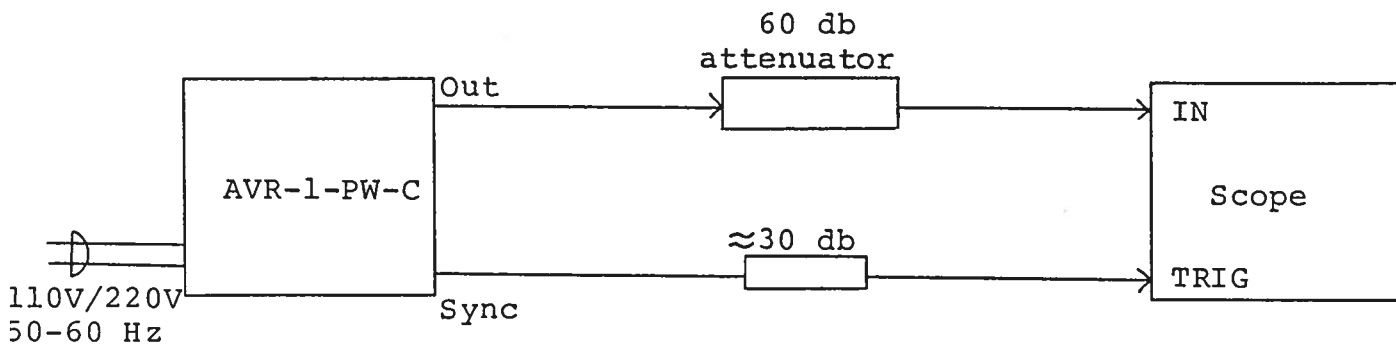 60 db
attenuator
Out
IN
AVR-1-PW-C
Scope
≈30 db
TRIG
110V/220V
Sync
50-60 Hz